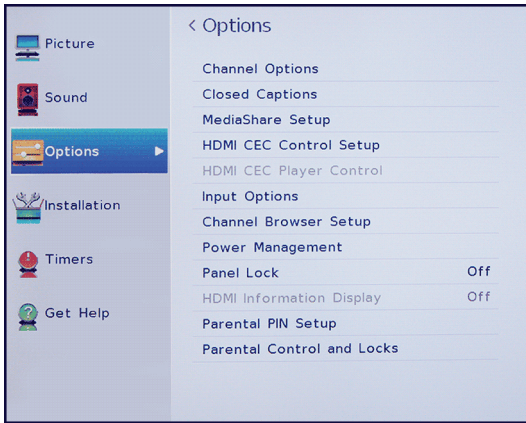 Picture
Sound
Options
Installation
Timers
Get Help
< Options
Channel Options
Closed Captions
MediaShare Setup
HDMI CEC Control Setup
HDMI CEC Player Control
Input Options
Channel Browser Setup
Power Management
Panel Lock Off
HDMI Information Display Off
Parental PIN Setup
Parental Control and Locks